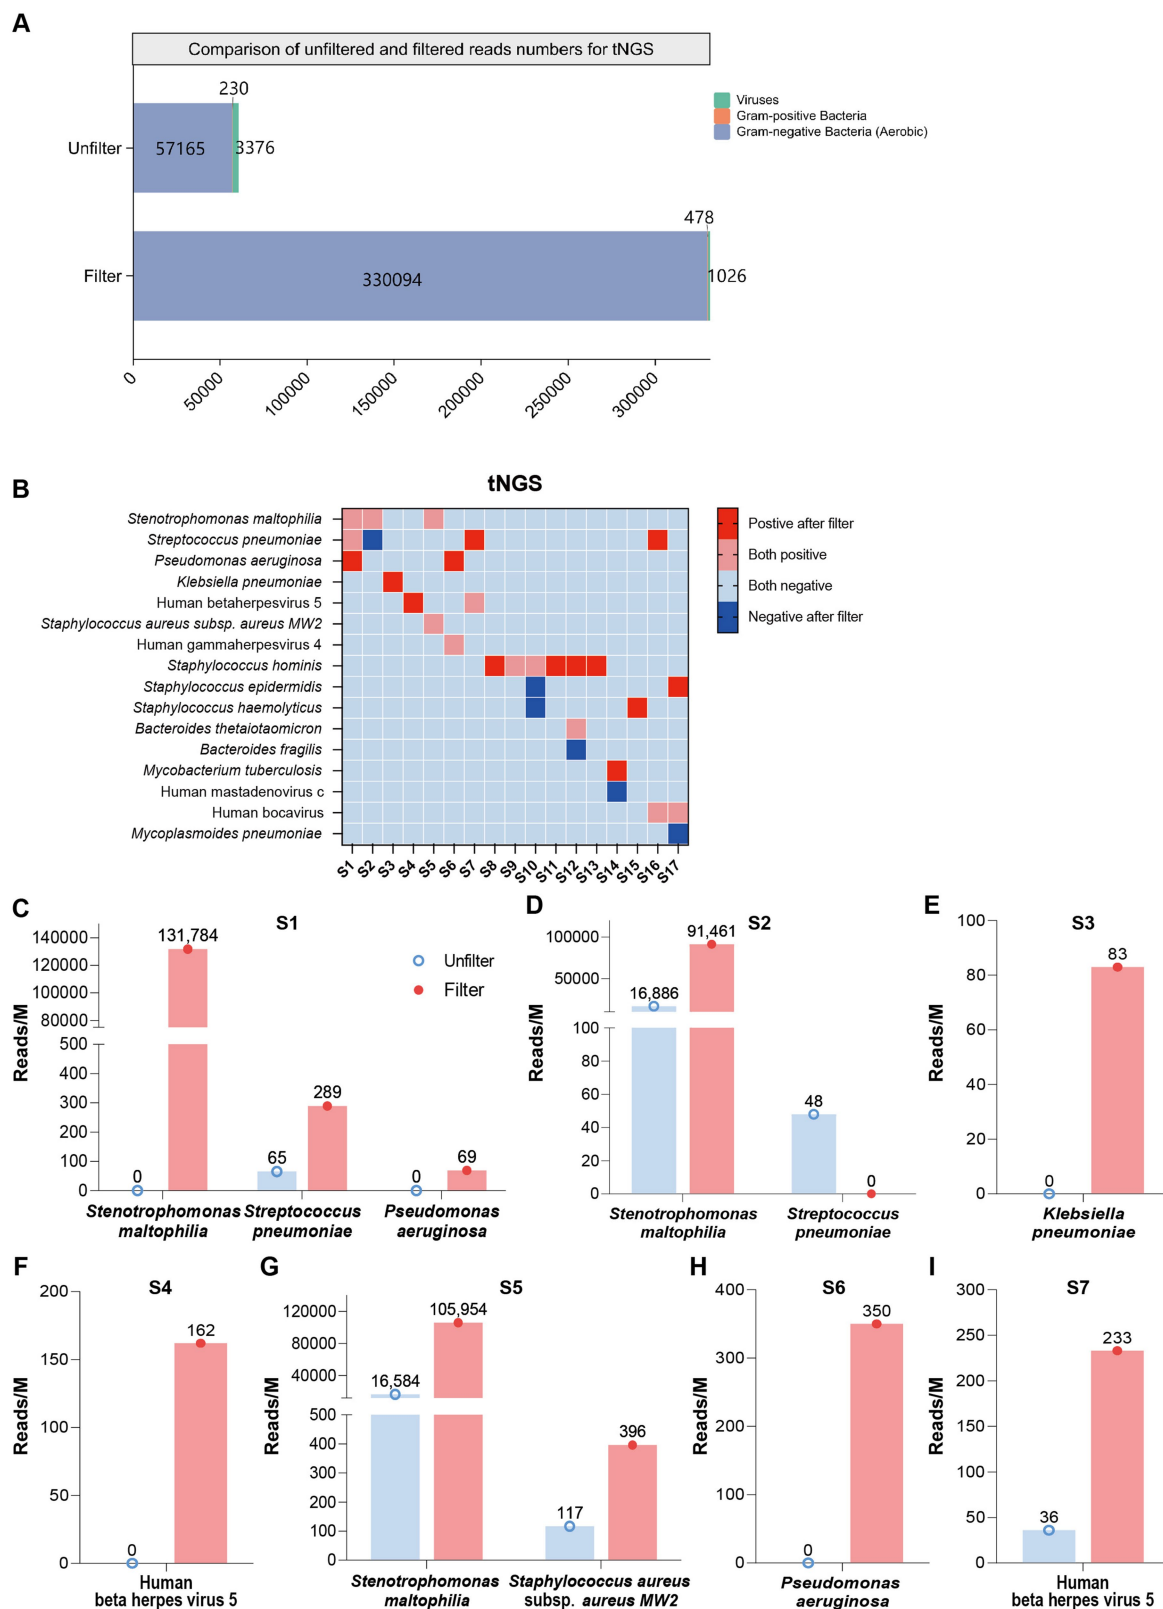 A
Comparison of unfiltered and filtered reads numbers for tNGS
230
Viruses
Gram-positive Bacteria
Gram-negative Bacteria (Aerobic)
Unfilter
57165
3376
478
Filter
330094
1026
0
50000
100000
150000
200000
250000
300000
B
tNGS
Stenotrophomonas maltophilia
Streptococcus pneumoniae
Pseudomonas aeruginosa
Klebsiella pneumoniae
Human betaherpesvirus 5
Staphylococcus aureus subsp. aureus MW2
Human gammaherpesvirus 4
Staphylococcus hominis
Staphylococcus epidermidis
Staphylococcus haemolyticus
Bacteroides thetaiotaomicron
Bacteroides fragilis
Mycobacterium tuberculosis
Human mastadenovirus c
Human bocavirus
Mycoplasmoides pneumoniae
Postive after filter
Both positive
Both negative
Negative after filter
S1
S2
S3
S4
S5
S6
S7
S8
S9
S10
S11
S12
S13
S14
S15
S16
S17
C
S1
Reads/M
140000
120000
100000
80000
500
400
300
200
100
0
131,784
0
65
289
0
69
Unfilter
Filter
Stenotrophomonas
maltophilia
Streptococcus
pneumoniae
Pseudomonas
aeruginosa
D
S2
Reads/M
100000
50000
100
80
60
40
20
0
16,886
91,461
48
0
Stenotrophomonas
maltophilia
Streptococcus
pneumoniae
E
S3
Reads/M
100
80
60
40
20
0
0
83
Klebsiella
pneumoniae
F
S4
Reads/M
200
150
100
50
0
0
162
Human
beta herpes virus 5
G
S5
Reads/M
120000
80000
40000
500
400
300
200
100
0
16,584
105,954
117
396
Stenotrophomonas
maltophilia
Staphylococcus aureus
subsp. aureus MW2
H
S6
Reads/M
400
300
200
100
0
0
350
Pseudomonas
aeruginosa
I
S7
Reads/M
300
250
200
150
100
50
0
36
233
Human
beta herpes virus 5